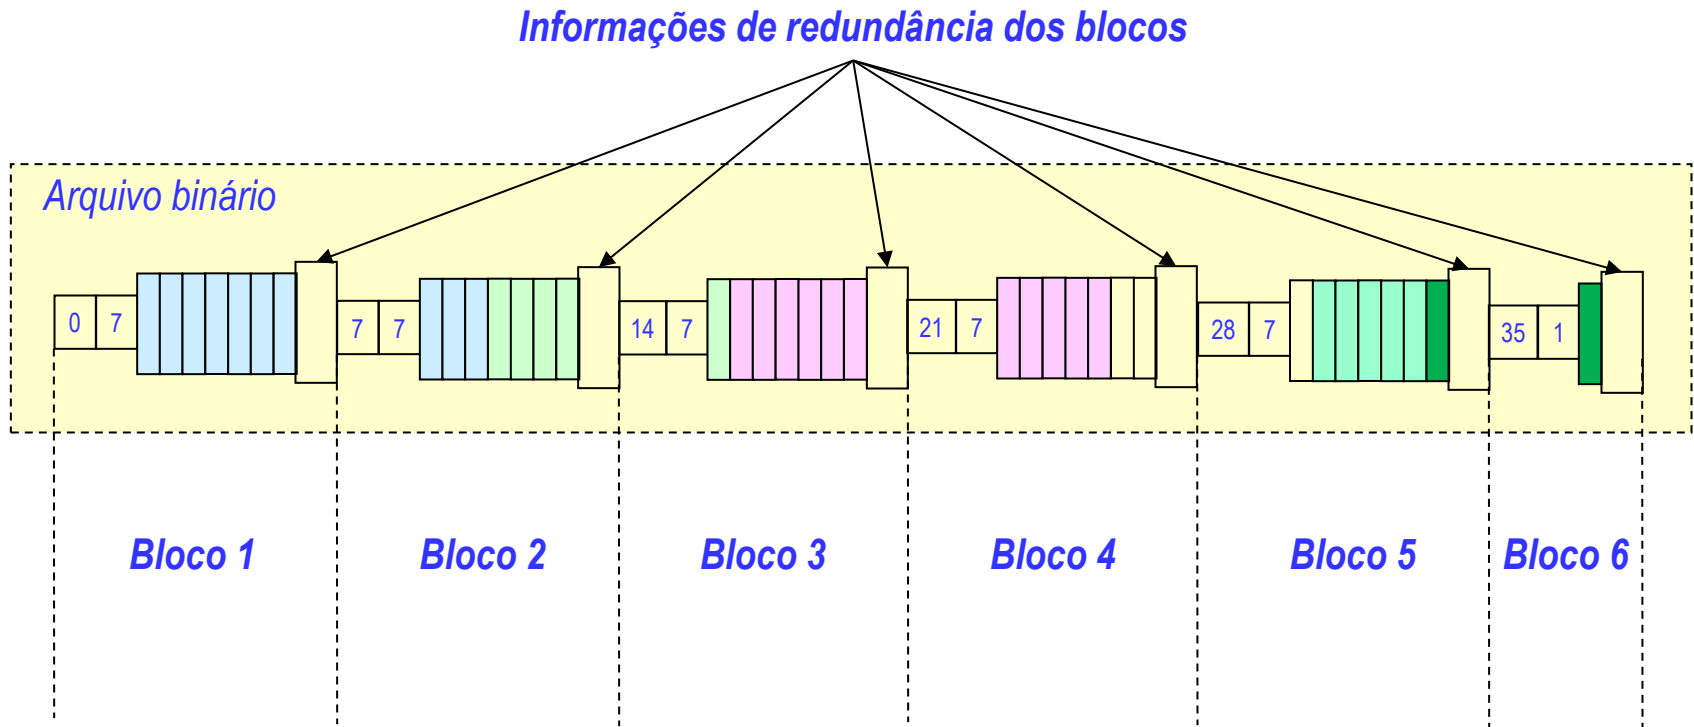 Informações de redundância dos blocos
Arquivo binário
0 7 7 7 14 7 21 7 28 7 35 1
Bloco 1 Bloco 2 Bloco 3 Bloco 4 Bloco 5 Bloco 6